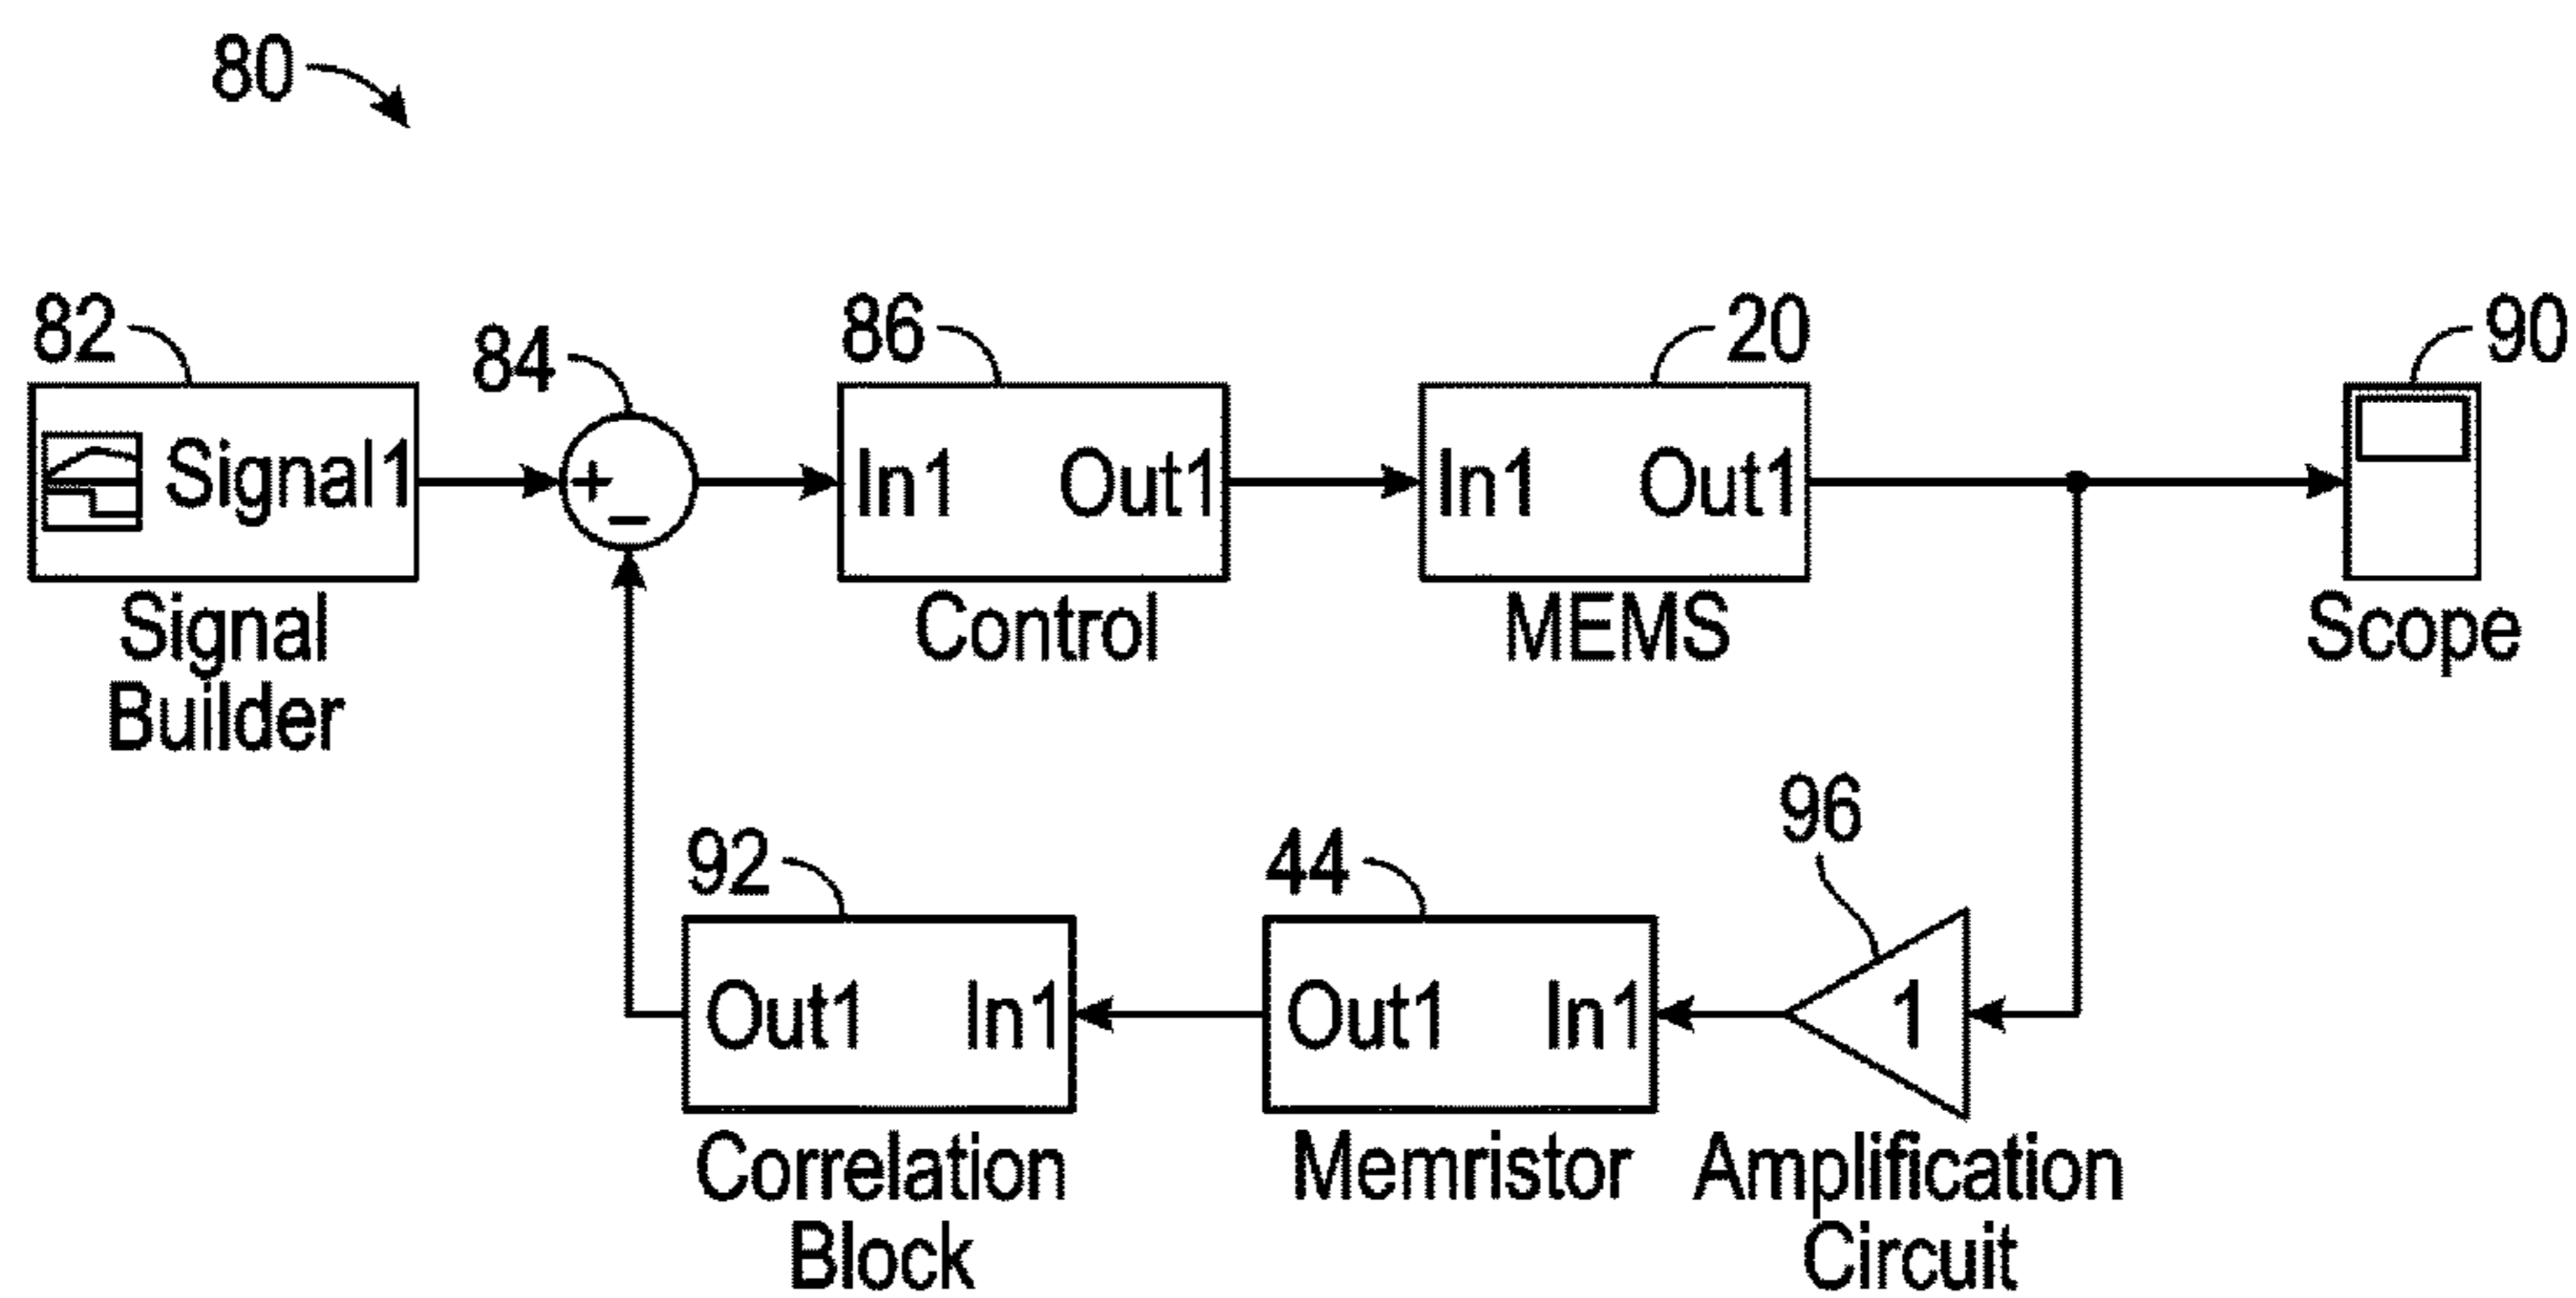 80
82
84
86
20
90
Signal1
+
−
In1 Out1
In1 Out1
Signal
Builder
Control
MEMS
Scope
92
44
96
Out1 In1
Out1 In1
1
Correlation
Block
Memristor
Amplification
Circuit